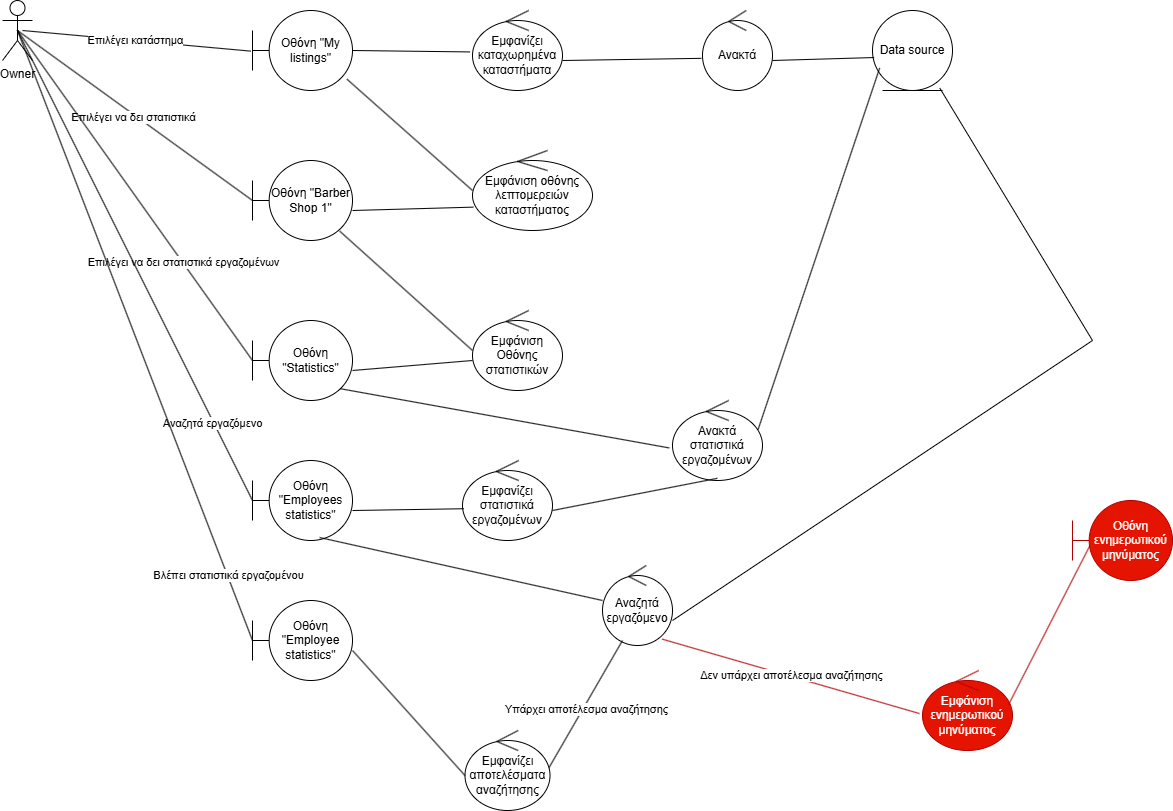 Owner
Επιλέγει κατάστημα
Οθόνη "My
listings"
Εμφανίζει
καταχωρημένα
καταστήματα
Ανακτά
Data source
Επιλέγει να δει στατιστικά
Οθόνη "Barber
Shop 1"
Εμφάνιση οθόνης
λεπτομερειών
καταστήματος
Επιλέγει να δει στατιστικά εργαζομένων
Οθόνη
"Statistics"
Εμφάνιση
Οθόνης
στατιστικών
Αναζητά εργαζόμενο
Ανακτά
στατιστικά
εργαζομένων
Οθόνη
"Employees
statistics"
Εμφανίζει
στατιστικά
εργαζομένων
Οθόνη
ενημερωτικού
μηνύματος
Βλέπει στατιστικά εργαζομένου
Αναζητά
εργαζόμενο
Οθόνη
"Employee
statistics"
Δεν υπάρχει αποτέλεσμα αναζήτησης
Υπάρχει αποτέλεσμα αναζήτησης
Εμφάνιση
ενημερωτικού
μηνύματος
Εμφανίζει
αποτελέσματα
αναζήτησης